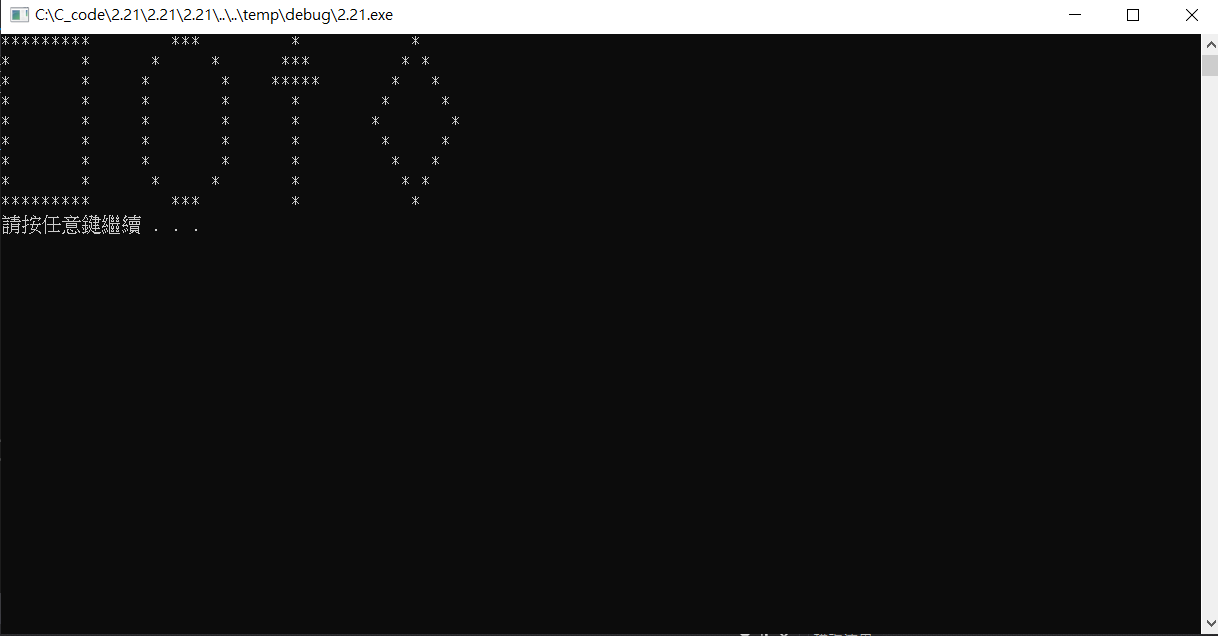 C:\C_code\2.21\2.21\2.21\..\..\temp\debug\2.21.exe
*********        ***         *           *
*       *      *     *      ***         * *
*       *     *       *    *****       *   *
*       *     *       *      *        *     *
*       *     *       *      *       *       *
*       *     *       *      *        *     *
*       *     *       *      *         *   *
*       *      *     *       *          * *
*********        ***         *           *
請按任意鍵繼續 . . .